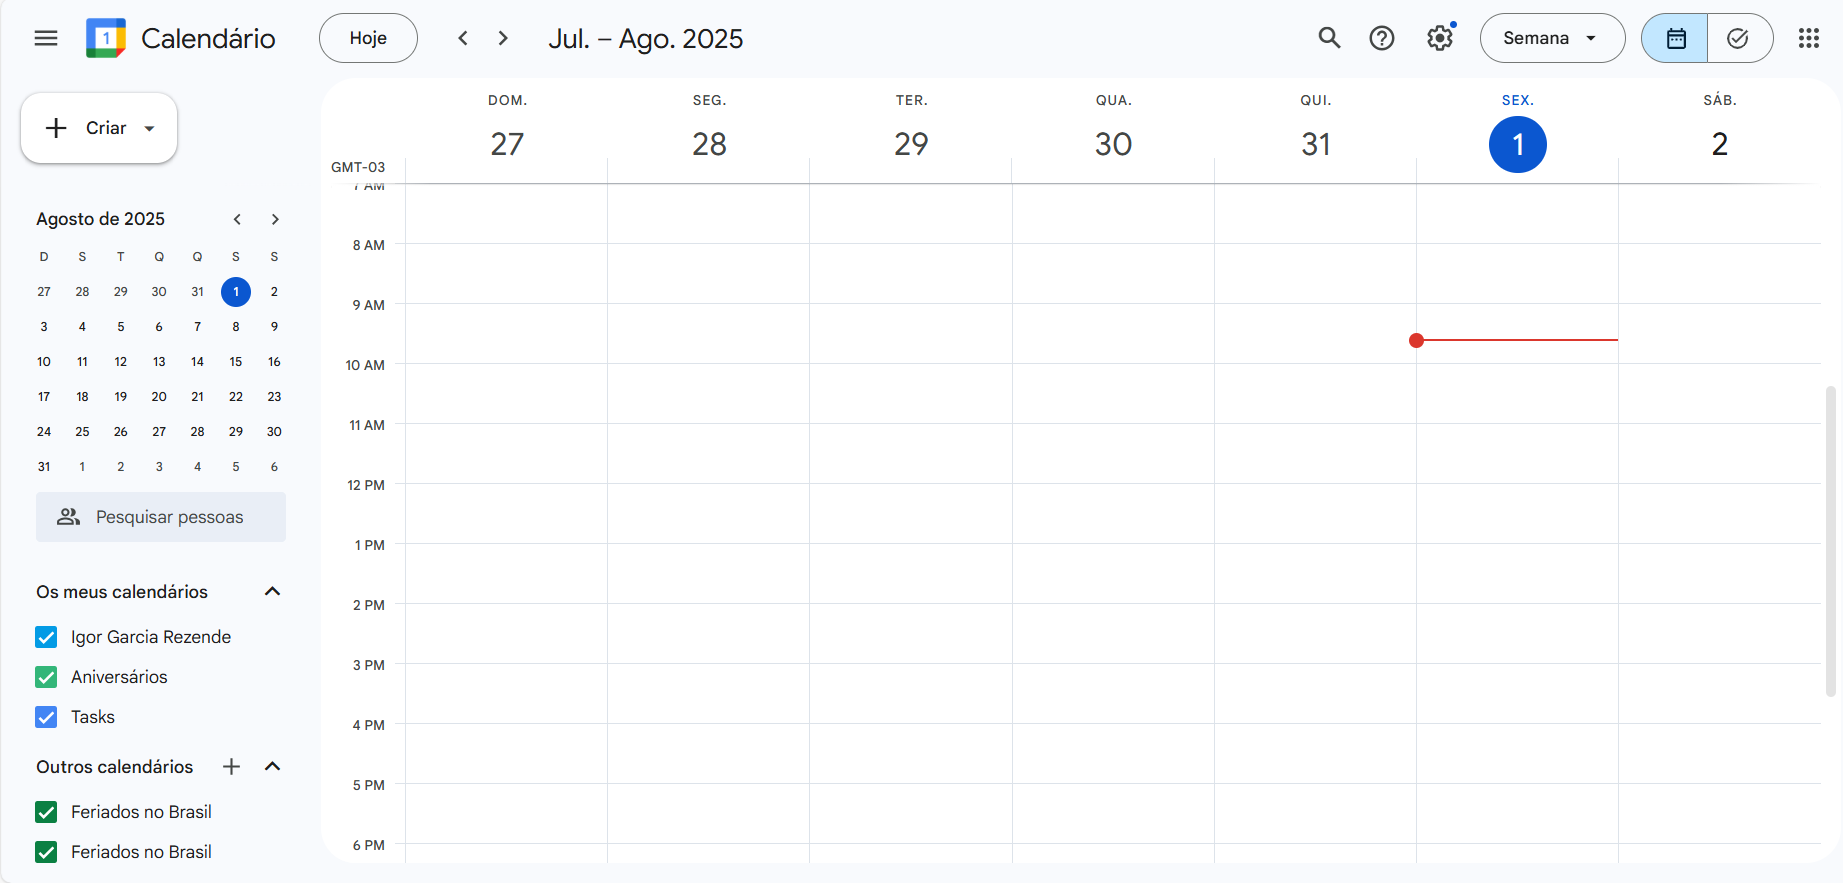 1 Calendário
Hoje
Jul. – Ago. 2025
Semana
Criar
Agosto de 2025
D S T Q Q S S
27 28 29 30 31 1 2
3 4 5 6 7 8 9
10 11 12 13 14 15 16
17 18 19 20 21 22 23
24 25 26 27 28 29 30
31 1 2 3 4 5 6
Pesquisar pessoas
Os meus calendários
Igor Garcia Rezende
Aniversários
Tasks
Outros calendários
Feriados no Brasil
Feriados no Brasil
DOM. SEG. TER. QUA. QUI. SEX. SÁB.
27 28 29 30 31 1 2
GMT-03
7 AM
8 AM
9 AM
10 AM
11 AM
12 PM
1 PM
2 PM
3 PM
4 PM
5 PM
6 PM